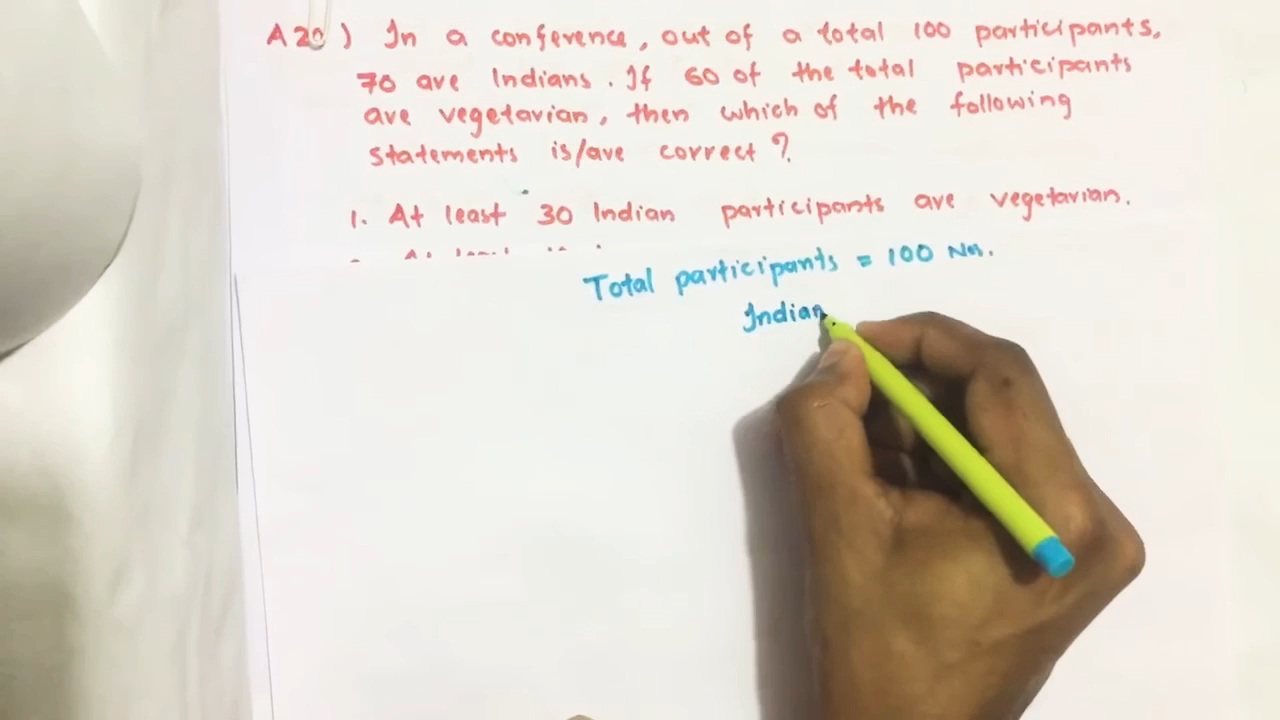 A20) In a conference, out of a total 100 participants,
70 are Indians. If 60 of the total participants
are vegetarian, then which of the following
statements is/are correct?
1. At least 30 Indian participants are vegetarian.
Total participants = 100 Nos.
Indian